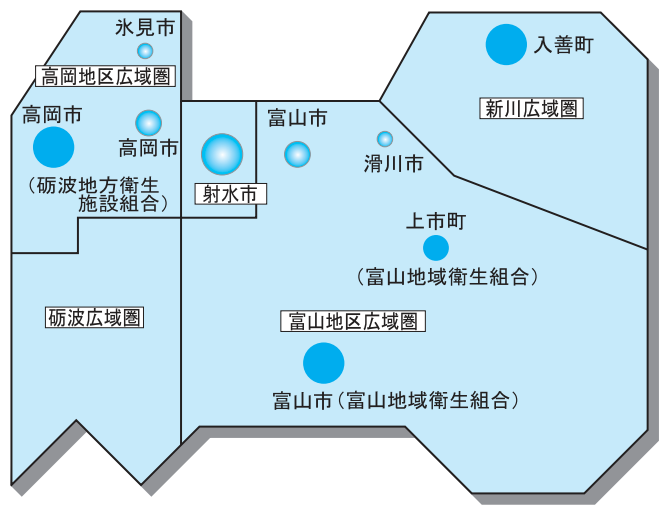 氷見市
入善町
高岡地区広域圏
新川広域圏
高岡市
富山市
高岡市
滑川市
（砺波地方衛生
施設組合）
射水市
上市町
（富山地域衛生組合）
砺波広域圏
富山地区広域圏
富山市（富山地域衛生組合）